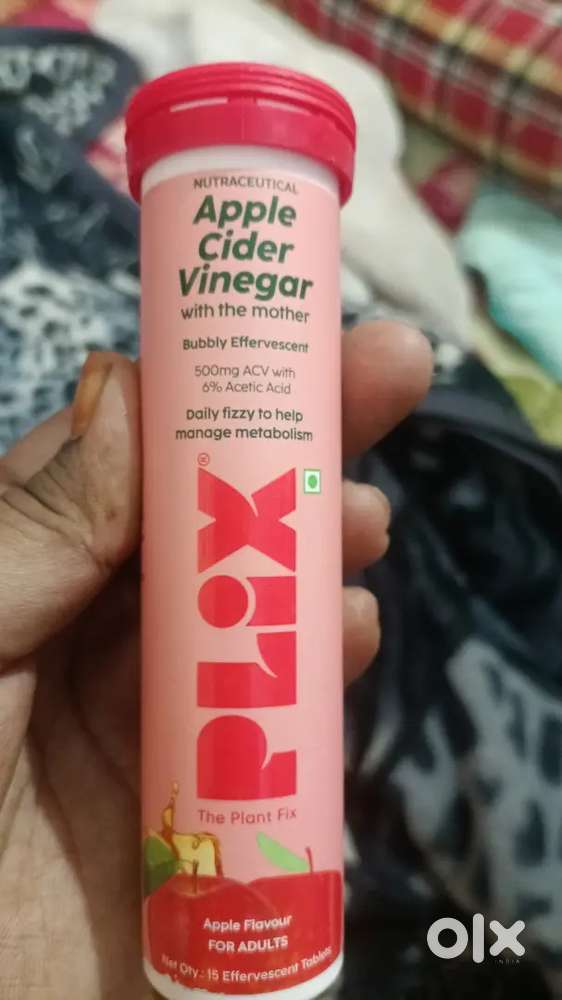 NUTRACEUTICAL
Apple
Cider
Vinegar
with the mother
Bubbly Effervescent
500mg ACV with
6% Acetic Acid
Daily fizzy to help
manage metabolism
PLIX®
The Plant Fix
Apple Flavour
FOR ADULTS
Net Qty.: 15 Effervescent Tablets
olx
INDIA